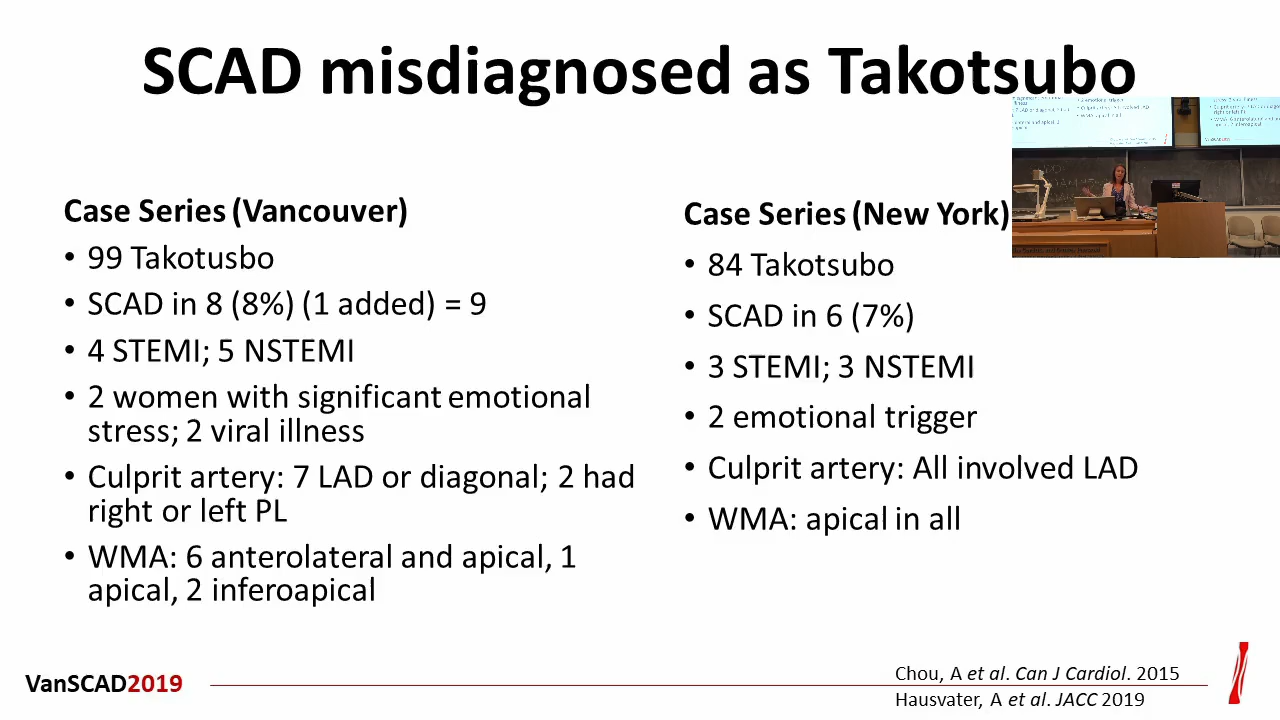 SCAD misdiagnosed as Takotsubo
Case Series (Vancouver)
• 99 Takotusbo
• SCAD in 8 (8%) (1 added) = 9
• 4 STEMI; 5 NSTEMI
• 2 women with significant emotional
stress; 2 viral illness
• Culprit artery: 7 LAD or diagonal; 2 had
right or left PL
• WMA: 6 anterolateral and apical, 1
apical, 2 inferoapical
Case Series (New York)
• 84 Takotsubo
• SCAD in 6 (7%)
• 3 STEMI; 3 NSTEMI
• 2 emotional trigger
• Culprit artery: All involved LAD
• WMA: apical in all
VanSCAD2019
Chou, A et al. Can J Cardiol. 2015
Hausvater, A et al. JACC 2019